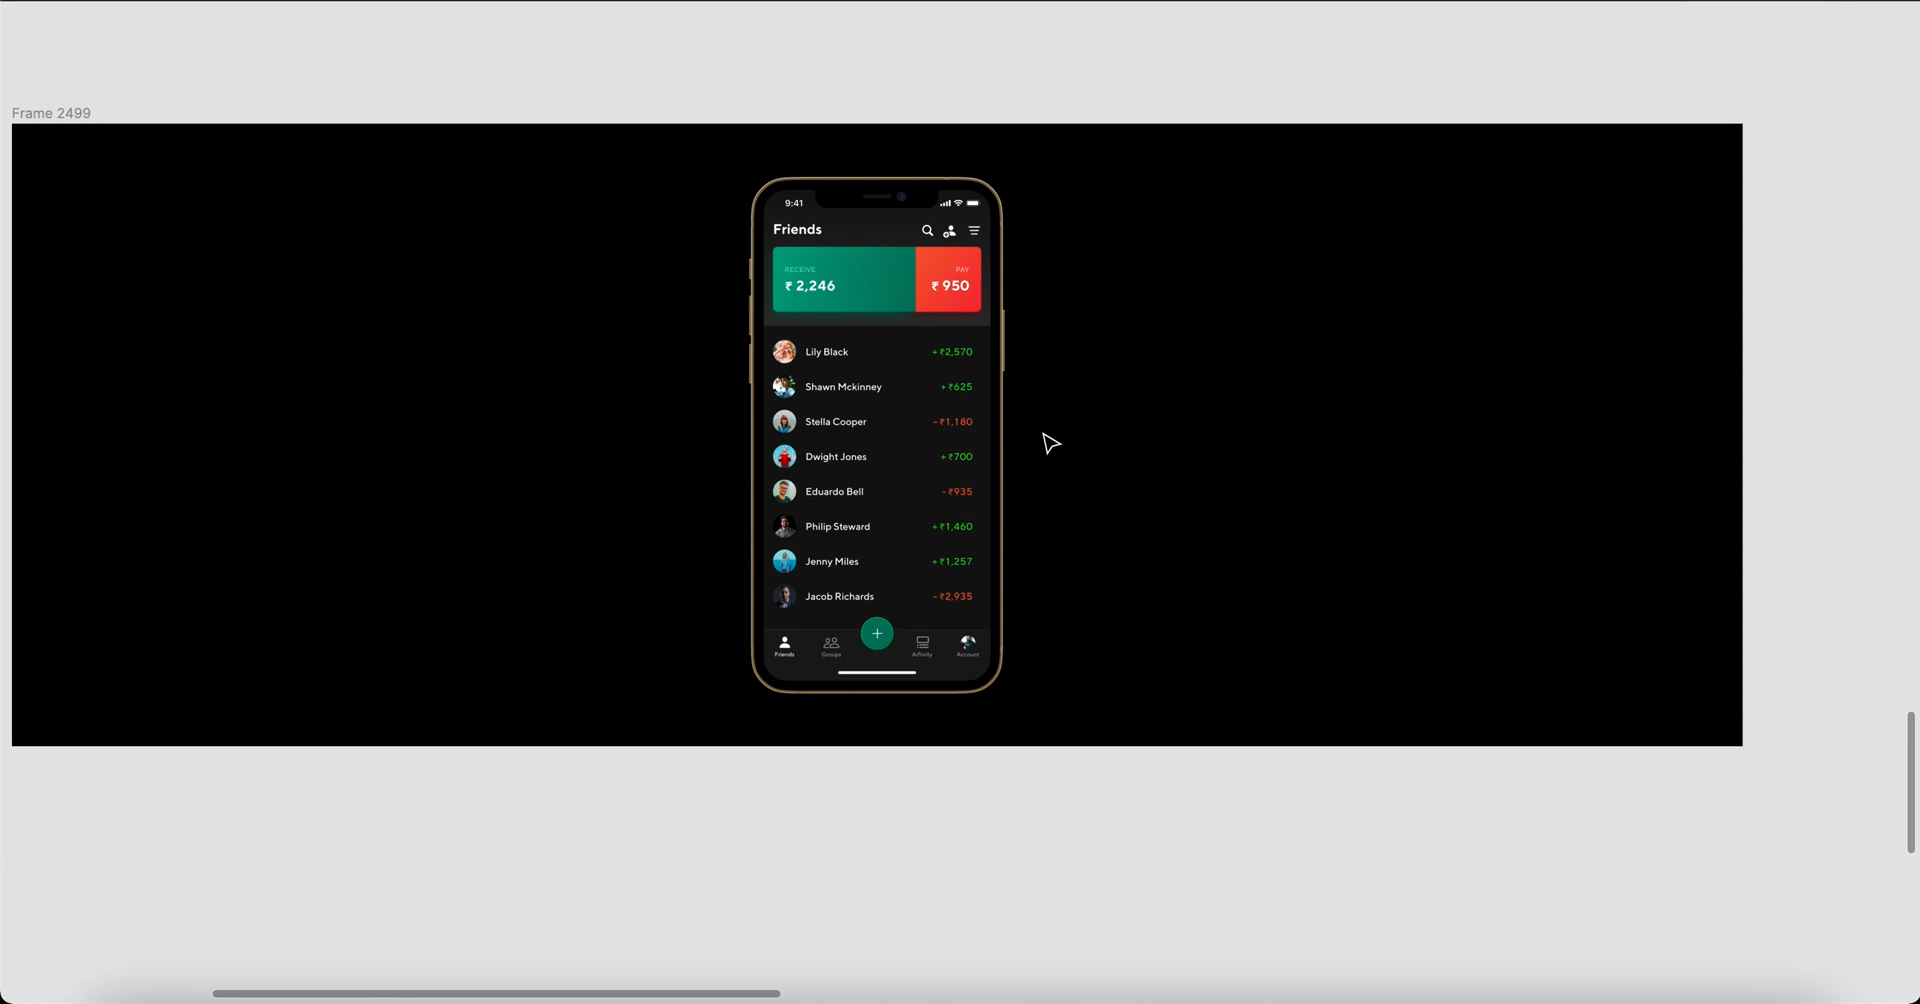 Frame 2499
9:41
Friends
RECEIVE PAY
₹ 2,246 ₹ 950
Lily Black +₹2,570
Shawn Mckinney +₹625
Stella Cooper -₹1,180
Dwight Jones +₹700
Eduardo Bell -₹935
Philip Steward +₹1,460
Jenny Miles +₹1,257
Jacob Richards -₹2,935
Friends Groups Activity Account